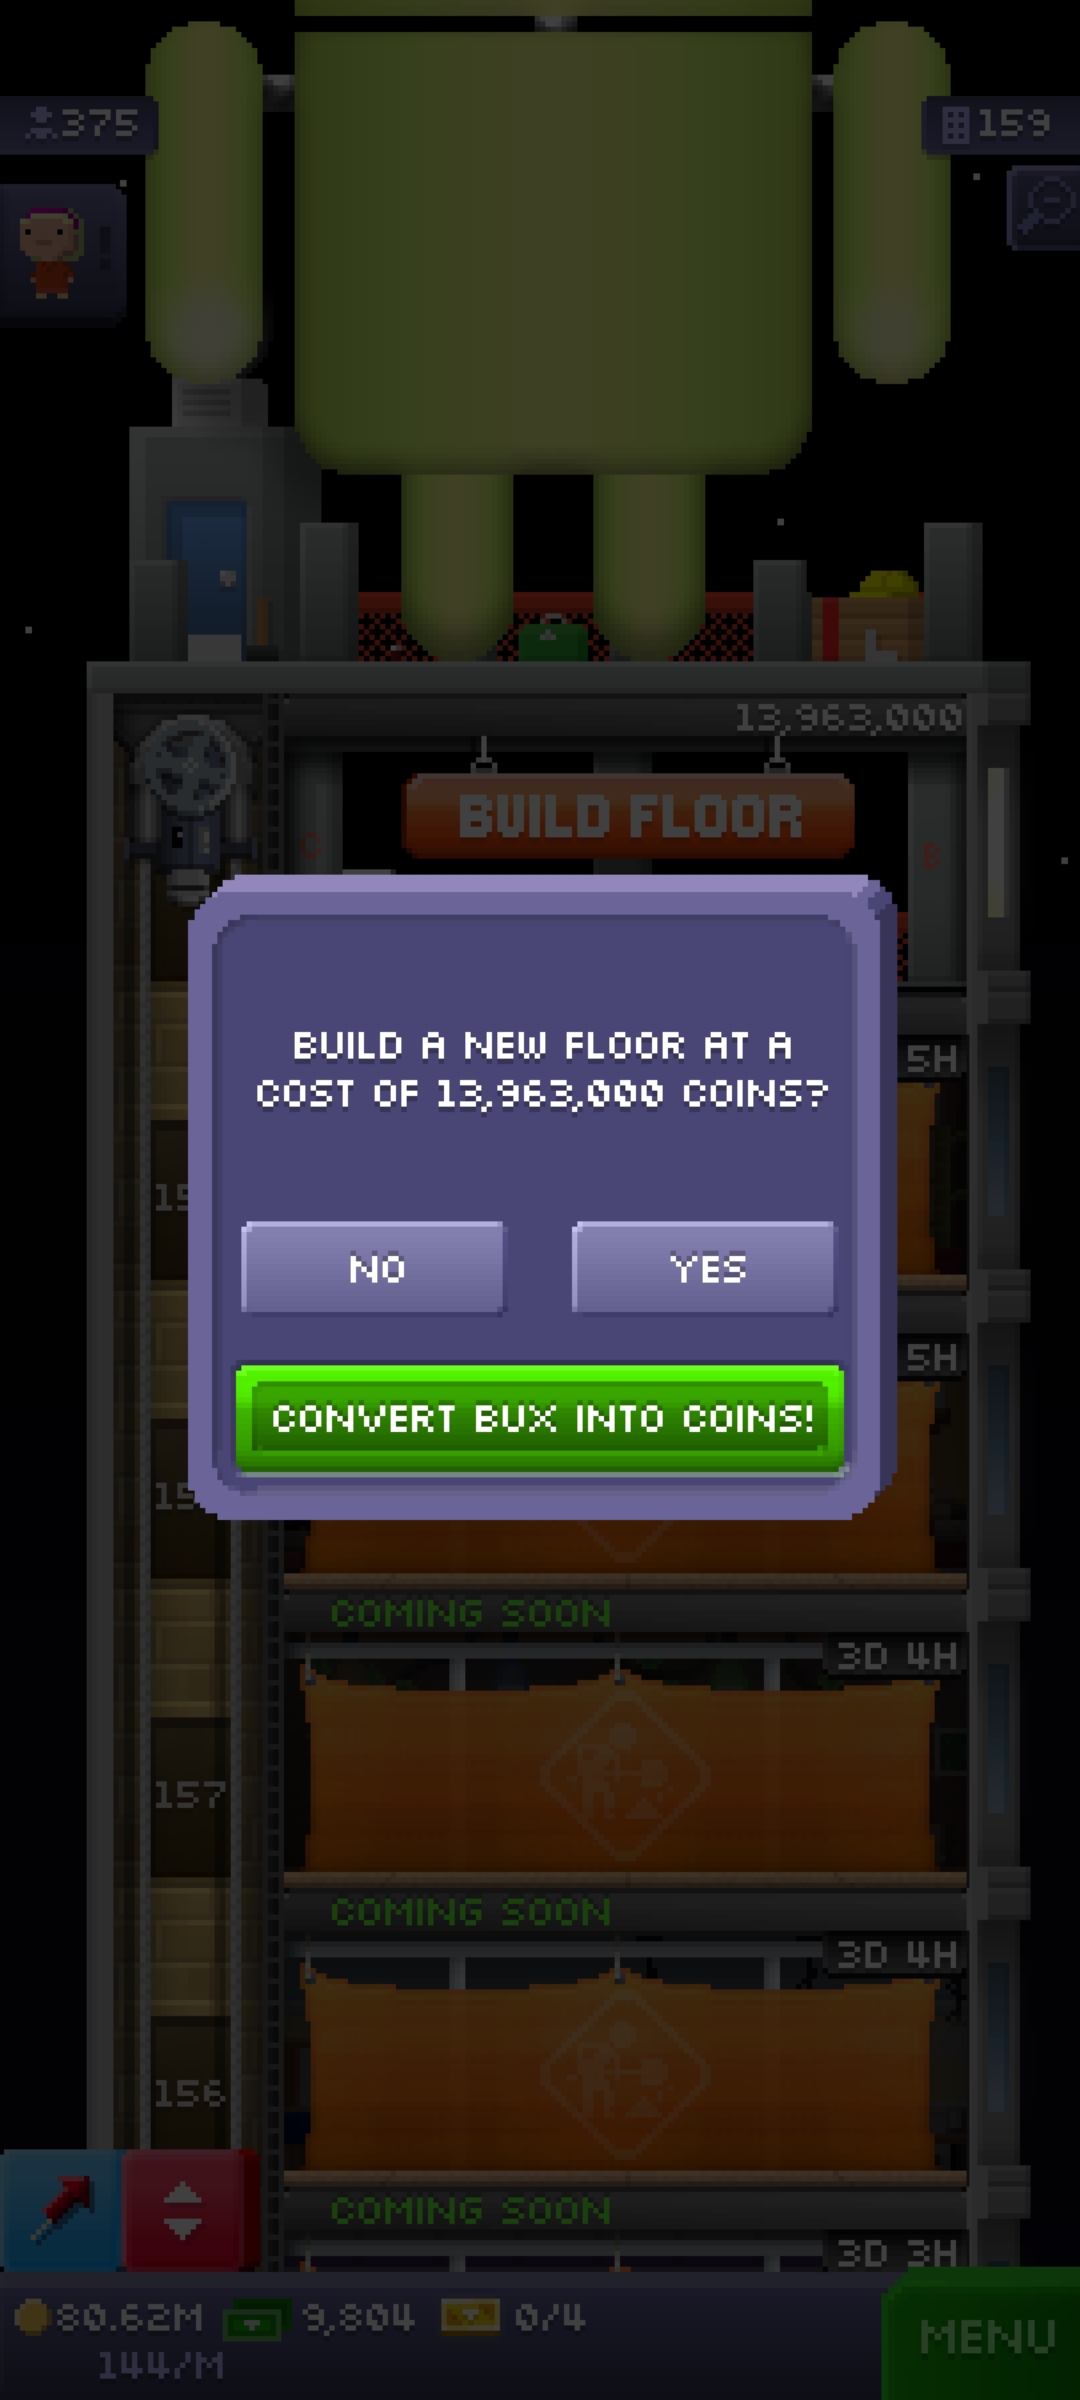 375
159
13,963,000
BUILD FLOOR
C
B
BUILD A NEW FLOOR AT A
COST OF 13,963,000 COINS?
5H
NO
YES
5H
CONVERT BUX INTO COINS!
COMING SOON
3D 4H
157
COMING SOON
3D 4H
156
COMING SOON
3D 3H
80.62M
9,804
0/4
144/M
MENU